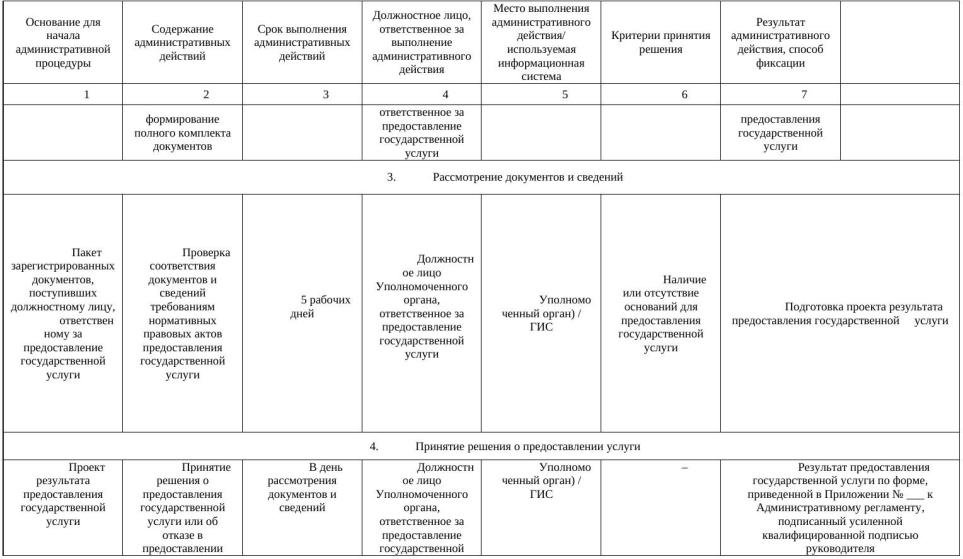 Основание для
начала
административной
процедуры
Содержание
административных
действий
Срок выполнения
административных
действий
Должностное лицо,
ответственное за
выполнение
административного
действия
Место выполнения
административного
действия/
используемая
информационная
система
Критерии принятия
решения
Результат
административного
действия, способ
фиксации
1
2
3
4
5
6
7
формирование
полного комплекта
документов
ответственное за
предоставление
государственной
услуги
предоставления
государственной
услуги
3. Рассмотрение документов и сведений
Пакет
зарегистрированных
документов,
поступивших
должностному лицу,
ответствен
ному за
предоставление
государственной
услуги
Проверка
соответствия
документов и
сведений
требованиям
нормативных
правовых актов
предоставления
государственной
услуги
5 рабочих
дней
Должностн
ое лицо
Уполномоченного
органа,
ответственное за
предоставление
государственной
услуги
Уполномо
ченный орган) /
ГИС
Наличие
или отсутствие
оснований для
предоставления
государственной
услуги
Подготовка проекта результата
предоставления государственной услуги
4. Принятие решения о предоставлении услуги
Проект
результата
предоставления
государственной
услуги
Принятие
решения о
предоставления
государственной
услуги или об
отказе в
предоставлении
В день
рассмотрения
документов и
сведений
Должностн
ое лицо
Уполномоченного
органа,
ответственное за
предоставление
государственной
Уполномо
ченный орган) /
ГИС
–
Результат предоставления
государственной услуги по форме,
приведенной в Приложении № ___ к
Административному регламенту,
подписанный усиленной
квалифицированной подписью
руководителя